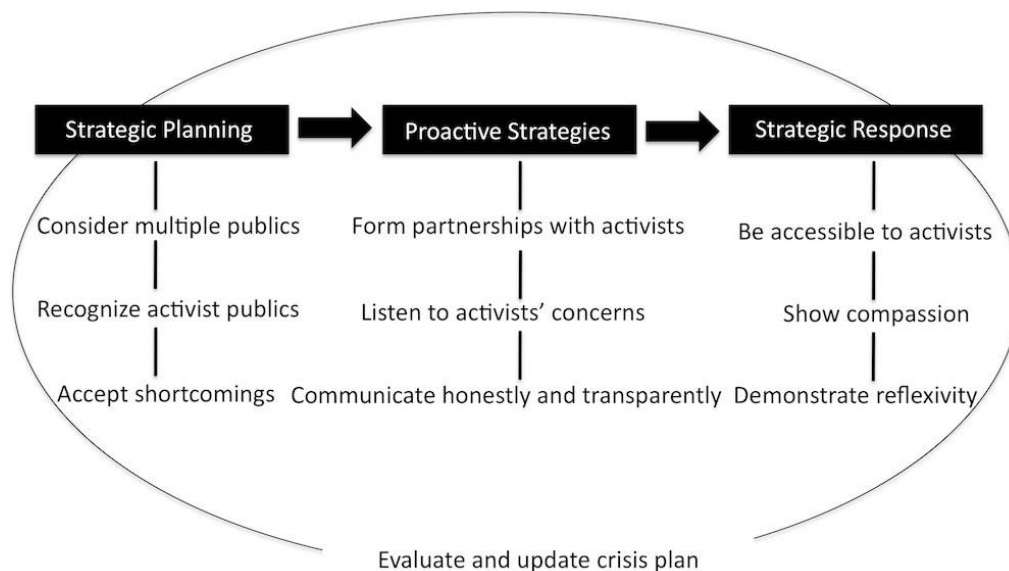 Strategic Planning
Proactive Strategies
Strategic Response
Consider multiple publics
Form partnerships with activists
Be accessible to activists
Recognize activist publics
Listen to activists’ concerns
Show compassion
Accept shortcomings
Communicate honestly and transparently
Demonstrate reflexivity
Evaluate and update crisis plan